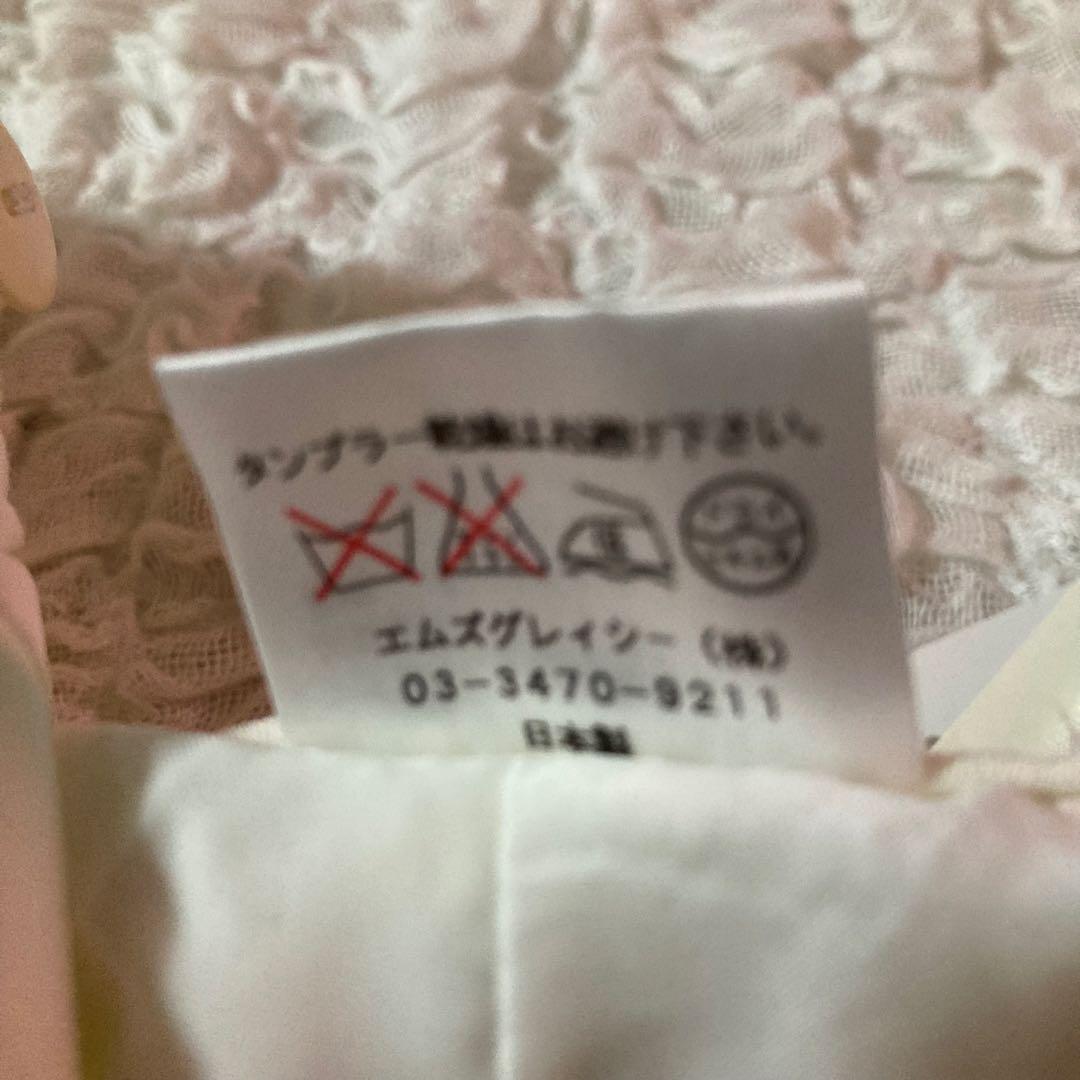 タンブラー乾燥はお避け下さい。
エムズグレイシー（株）
03-3470-9211
日本製